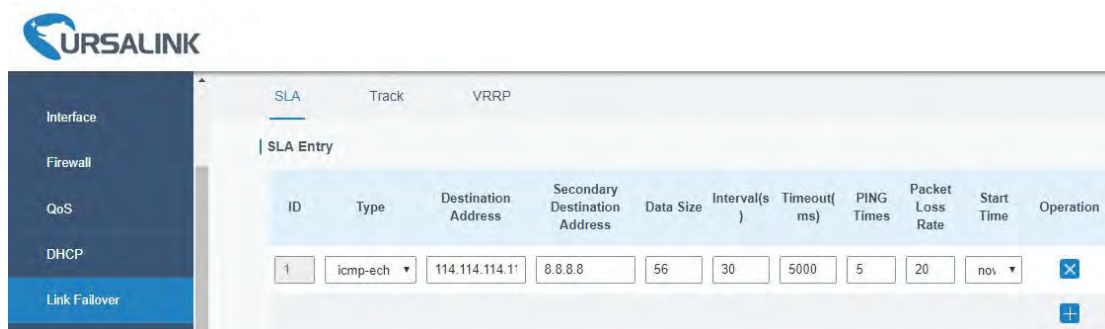 URSALINK
SLA Track VRRP
Interface
SLA Entry
Firewall
ID Type Destination Address Secondary Destination Address Data Size Interval(s) Timeout(ms) PING Times Packet Loss Rate Start Time Operation
QoS
DHCP
1 icmp-ech 114.114.114.11 8.8.8.8 56 30 5000 5 20 nov
Link Failover